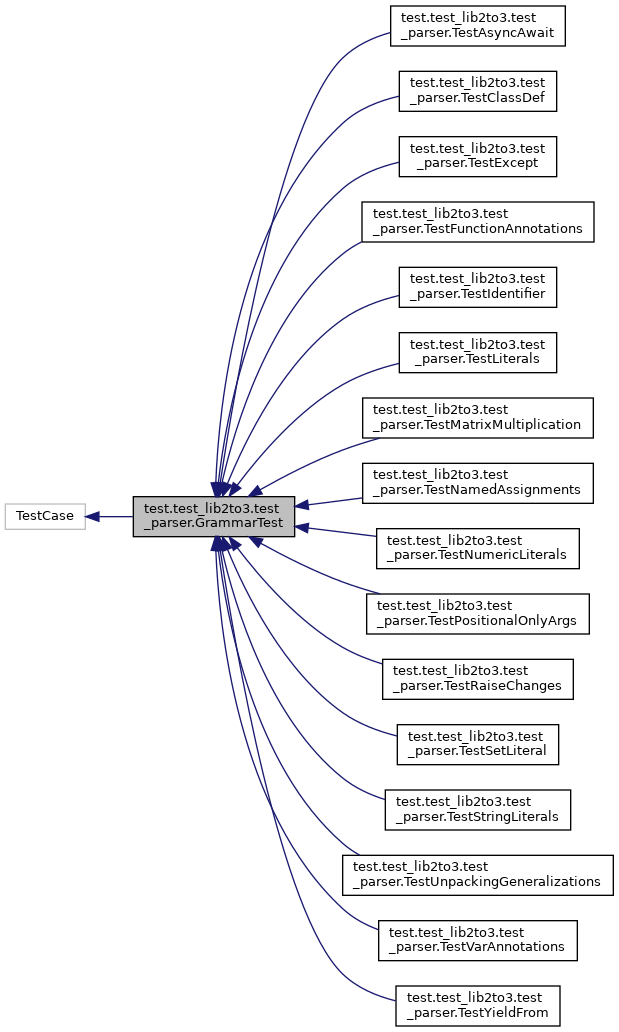 test.test_lib2to3.test
_parser.TestAsyncAwait
test.test_lib2to3.test
_parser.TestClassDef
test.test_lib2to3.test
_parser.TestExcept
test.test_lib2to3.test
_parser.TestFunctionAnnotations
test.test_lib2to3.test
_parser.TestIdentifier
test.test_lib2to3.test
_parser.TestLiterals
test.test_lib2to3.test
_parser.TestMatrixMultiplication
test.test_lib2to3.test
_parser.TestNamedAssignments
TestCase
test.test_lib2to3.test
_parser.GrammarTest
test.test_lib2to3.test
_parser.TestNumericLiterals
test.test_lib2to3.test
_parser.TestPositionalOnlyArgs
test.test_lib2to3.test
_parser.TestRaiseChanges
test.test_lib2to3.test
_parser.TestSetLiteral
test.test_lib2to3.test
_parser.TestStringLiterals
test.test_lib2to3.test
_parser.TestUnpackingGeneralizations
test.test_lib2to3.test
_parser.TestVarAnnotations
test.test_lib2to3.test
_parser.TestYieldFrom